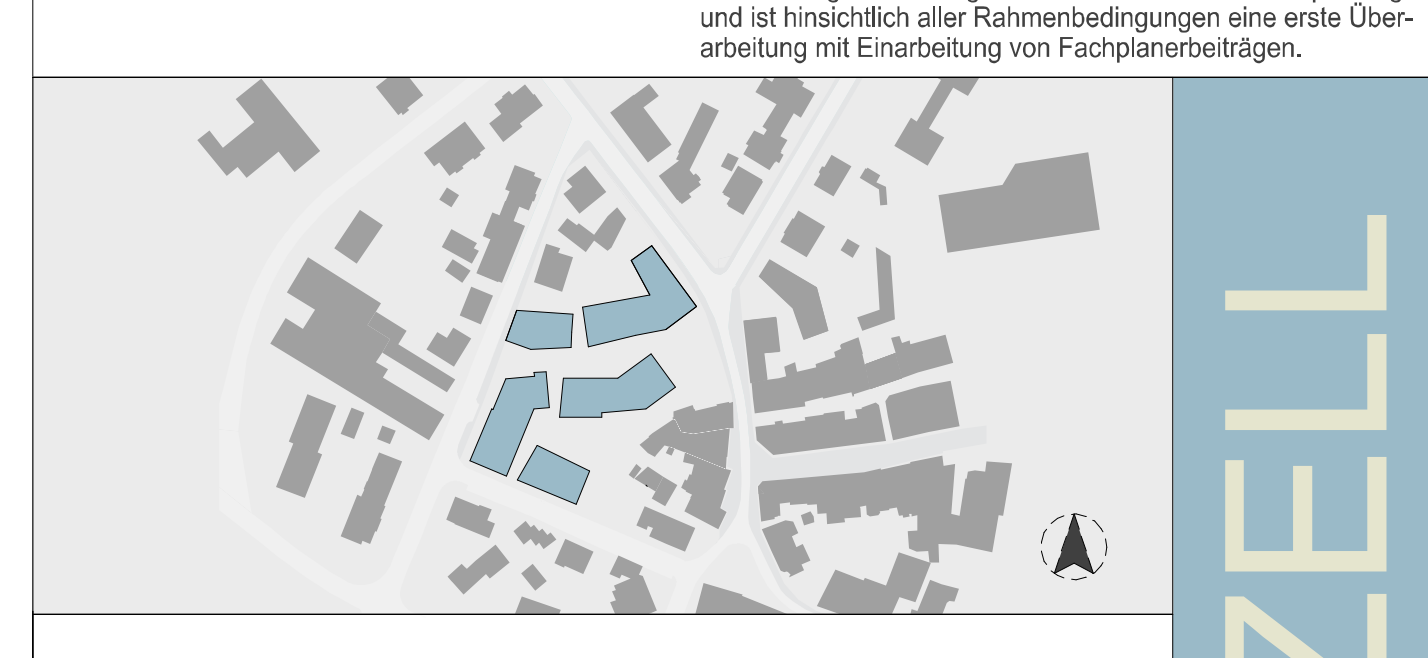 und ist hinsichtlich aller Rahmenbedingungen eine erste Über-
arbeitung mit Einarbeitung von Fachplanerbeiträgen.
ZELL